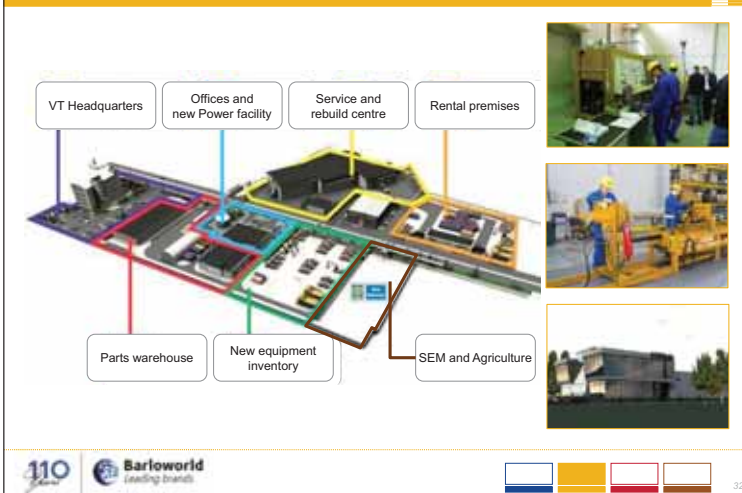 VT Headquarters
Offices and
new Power facility
Service and
rebuild centre
Rental premises
Parts warehouse
New equipment
inventory
SEM and Agriculture
110
Barloworld
Leading brands
32